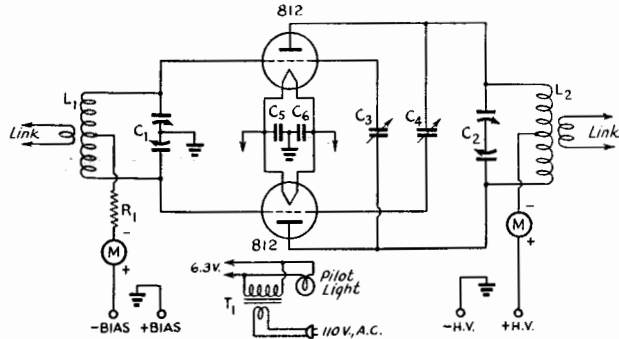 812
L1
C5
C6
C3
C4
L2
Link
C1
C2
Link
R1
M
812
M
6.3V.
Pilot
Light
T1
-BIAS
+BIAS
110V., A.C.
-H.V.
+H.V.